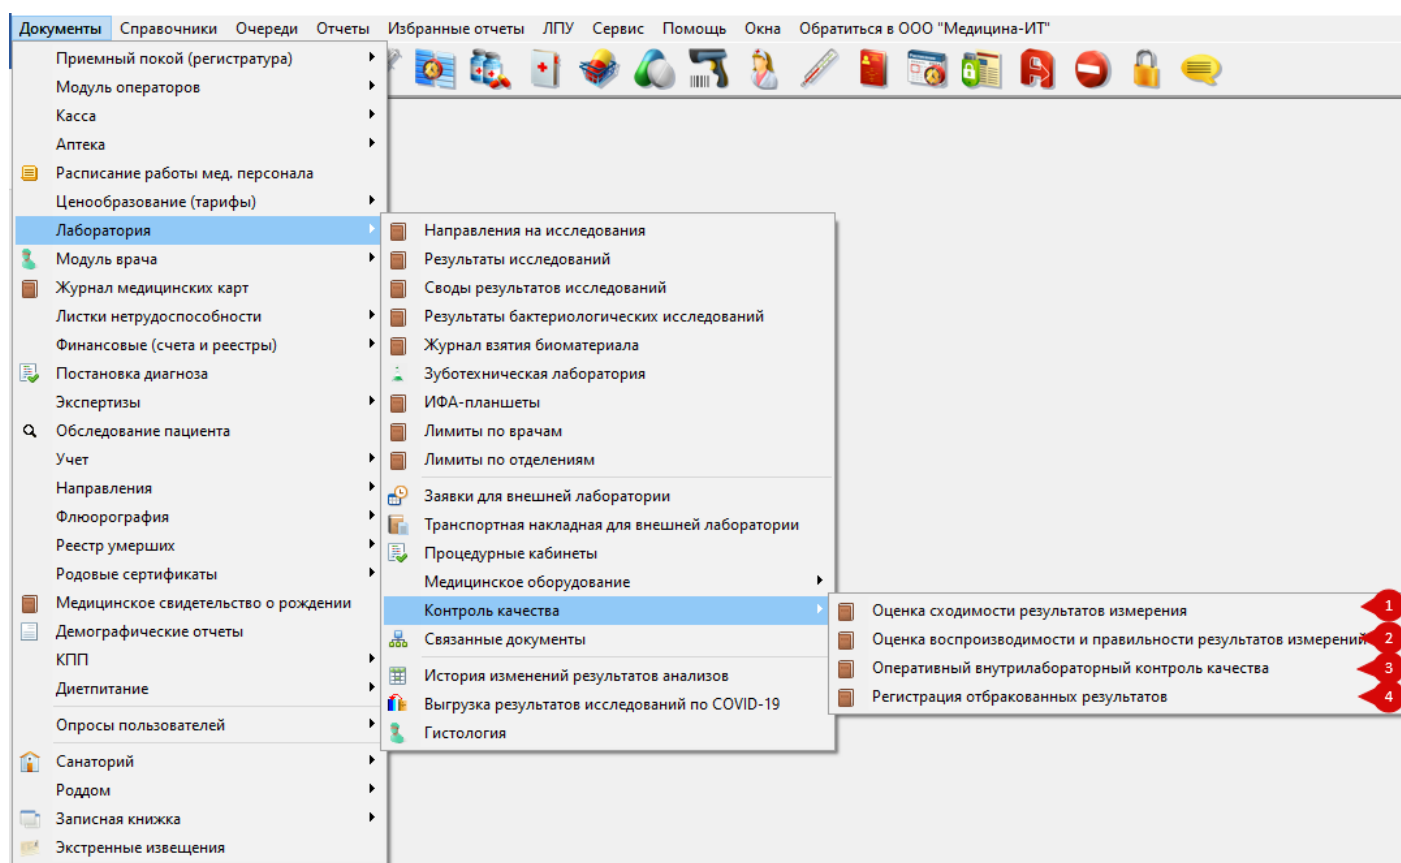 Документы Справочники Очереди Отчеты Избранные отчеты ЛПУ Сервис Помощь Окна Обратиться в ООО "Медицина-ИТ"
Приемный покой (регистратура)
Модуль операторов
Касса
Аптека
Расписание работы мед. персонала
Ценообразование (тарифы)
Лаборатория
Модуль врача
Журнал медицинских карт
Листки нетрудоспособности
Финансовые (счета и реестры)
Постановка диагноза
Экспертизы
Обследование пациента
Учет
Направления
Флюорография
Реестр умерших
Родовые сертификаты
Медицинское свидетельство о рождении
Демографические отчеты
КПП
Диетпитание
Опросы пользователей
Санаторий
Роддом
Записная книжка
Экстренные извещения
Направления на исследования
Результаты исследований
Своды результатов исследований
Результаты бактериологических исследований
Журнал взятия биоматериала
Зуботехническая лаборатория
ИФА-планшеты
Лимиты по врачам
Лимиты по отделениям
Заявки для внешней лаборатории
Транспортная накладная для внешней лаборатории
Процедурные кабинеты
Медицинское оборудование
Контроль качества
Связанные документы
История изменений результатов анализов
Выгрузка результатов исследований по COVID-19
Гистология
Оценка сходимости результатов измерения 1
Оценка воспроизводимости и правильности результатов измерений 2
Оперативный внутрилабораторный контроль качества 3
Регистрация отбракованных результатов 4